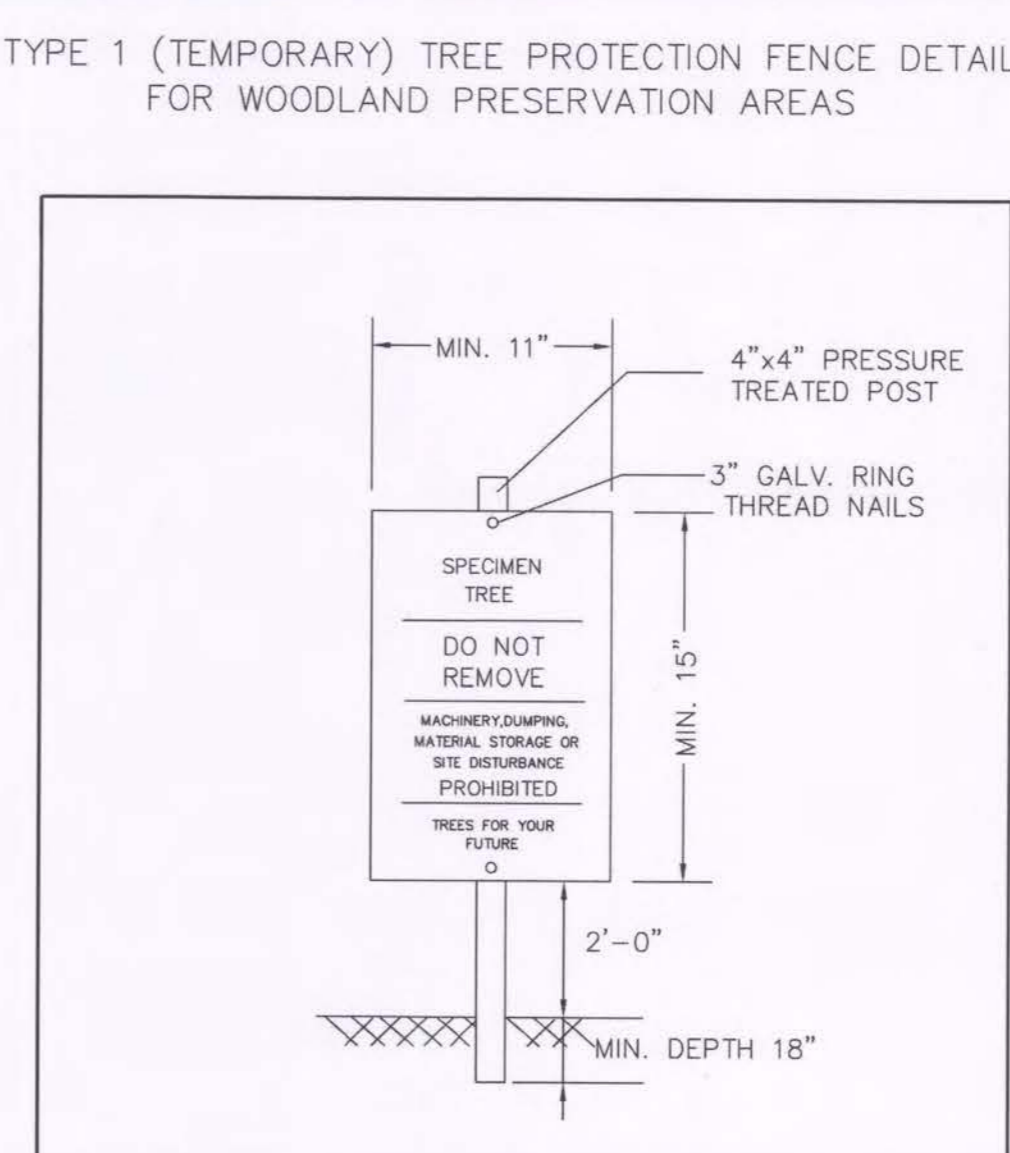 TYPE 1 (TEMPORARY) TREE PROTECTION FENCE DETAIL
FOR WOODLAND PRESERVATION AREAS
MIN. 11"
4"x4" PRESSURE
TREATED POST
3" GALV. RING
THREAD NAILS
SPECIMEN
TREE
DO NOT
REMOVE
MACHINERY,DUMPING,
MATERIAL STORAGE OR
SITE DISTURBANCE
PROHIBITED
TREES FOR YOUR
FUTURE
MIN. 15"
2'-0"
MIN. DEPTH 18"